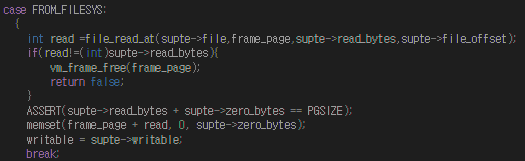 case FROM_FILESYS:
{
int read =file_read_at(supte->file,frame_page,supte->read_bytes,supte->file_offset);
if(read!=(int)supte->read_bytes){
vm_frame_free(frame_page);
return false;
}
ASSERT(supte->read_bytes + supte->zero_bytes == PGSIZE);
memset(frame_page + read, 0, supte->zero_bytes);
writable = supte->writable;
break;